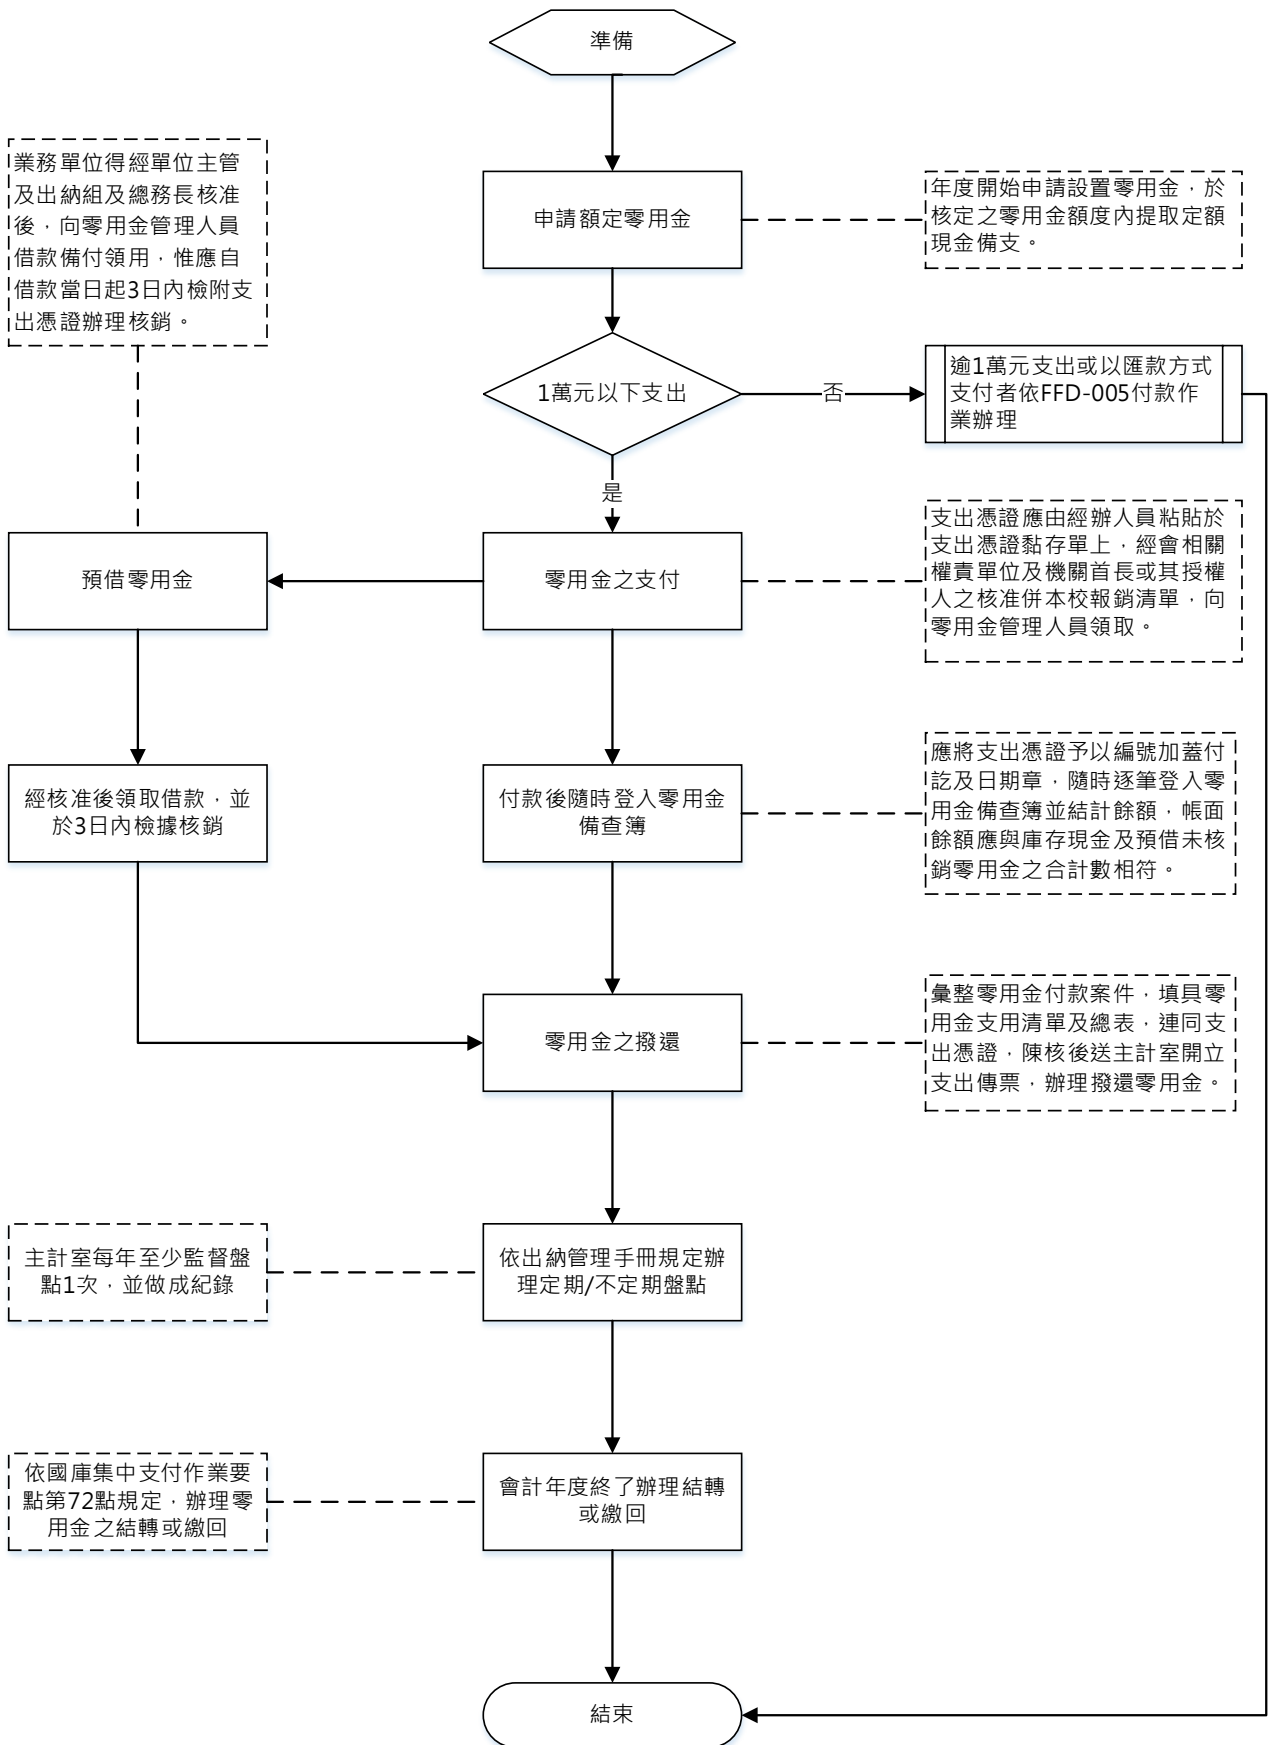 準備
業務單位得經單位主管
及出納組及總務長核准
後，向零用金管理人員
借款備付領用，惟應自
借款當日起3日內檢附支
出憑證辦理核銷。
申請額定零用金
年度開始申請設置零用金，於
核定之零用金額度內提取定額
現金備支。
1萬元以下支出
否
逾1萬元支出或以匯款方式
支付者依FFD-005付款作
業辦理
是
預借零用金
零用金之支付
支出憑證應由經辦人員粘貼於
支出憑證黏存單上，經會相關
權責單位及機關首長或其授權
人之核准併本校報銷清單，向
零用金管理人員領取。
經核准後領取借款，並
於3日內檢據核銷
付款後隨時登入零用金
備查簿
應將支出憑證予以編號加蓋付
訖及日期章，隨時逐筆登入零
用金備查簿並結計餘額，帳面
餘額應與庫存現金及預借未核
銷零用金之合計數相符。
零用金之撥還
彙整零用金付款案件，填具零
用金支用清單及總表，連同支
出憑證，陳核後送主計室開立
支出傳票，辦理撥還零用金。
主計室每年至少監督盤
點1次，並做成紀錄
依出納管理手冊規定辦
理定期/不定期盤點
依國庫集中支付作業要
點第72點規定，辦理零
用金之結轉或繳回
會計年度終了辦理結轉
或繳回
結束